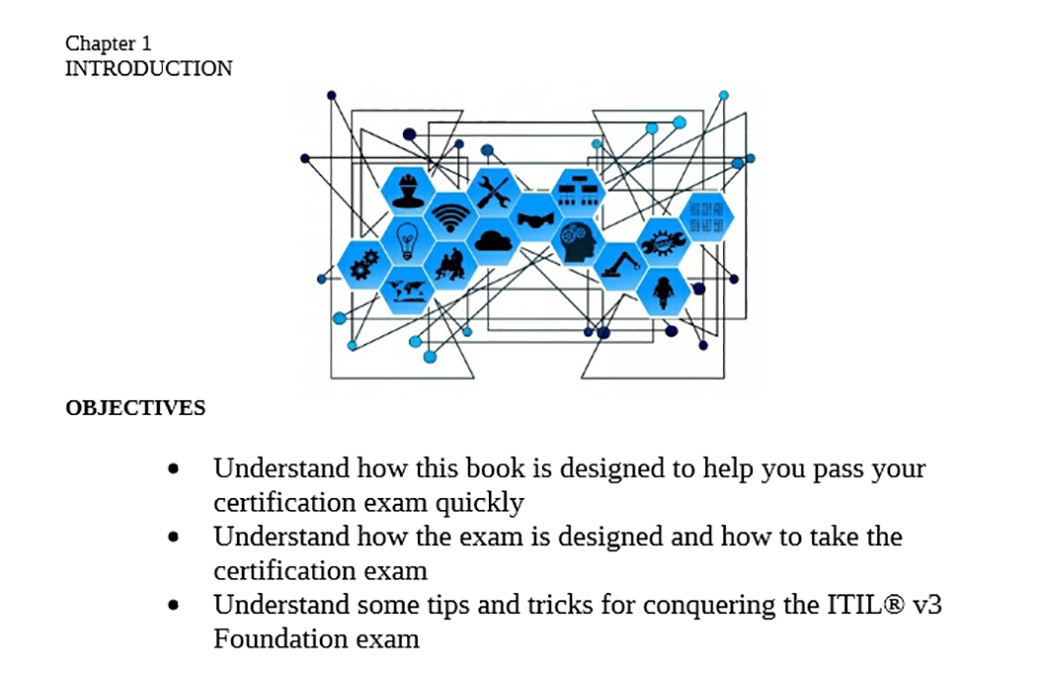 Chapter 1
INTRODUCTION
OBJECTIVES
• Understand how this book is designed to help you pass your
certification exam quickly
• Understand how the exam is designed and how to take the
certification exam
• Understand some tips and tricks for conquering the ITIL® v3
Foundation exam